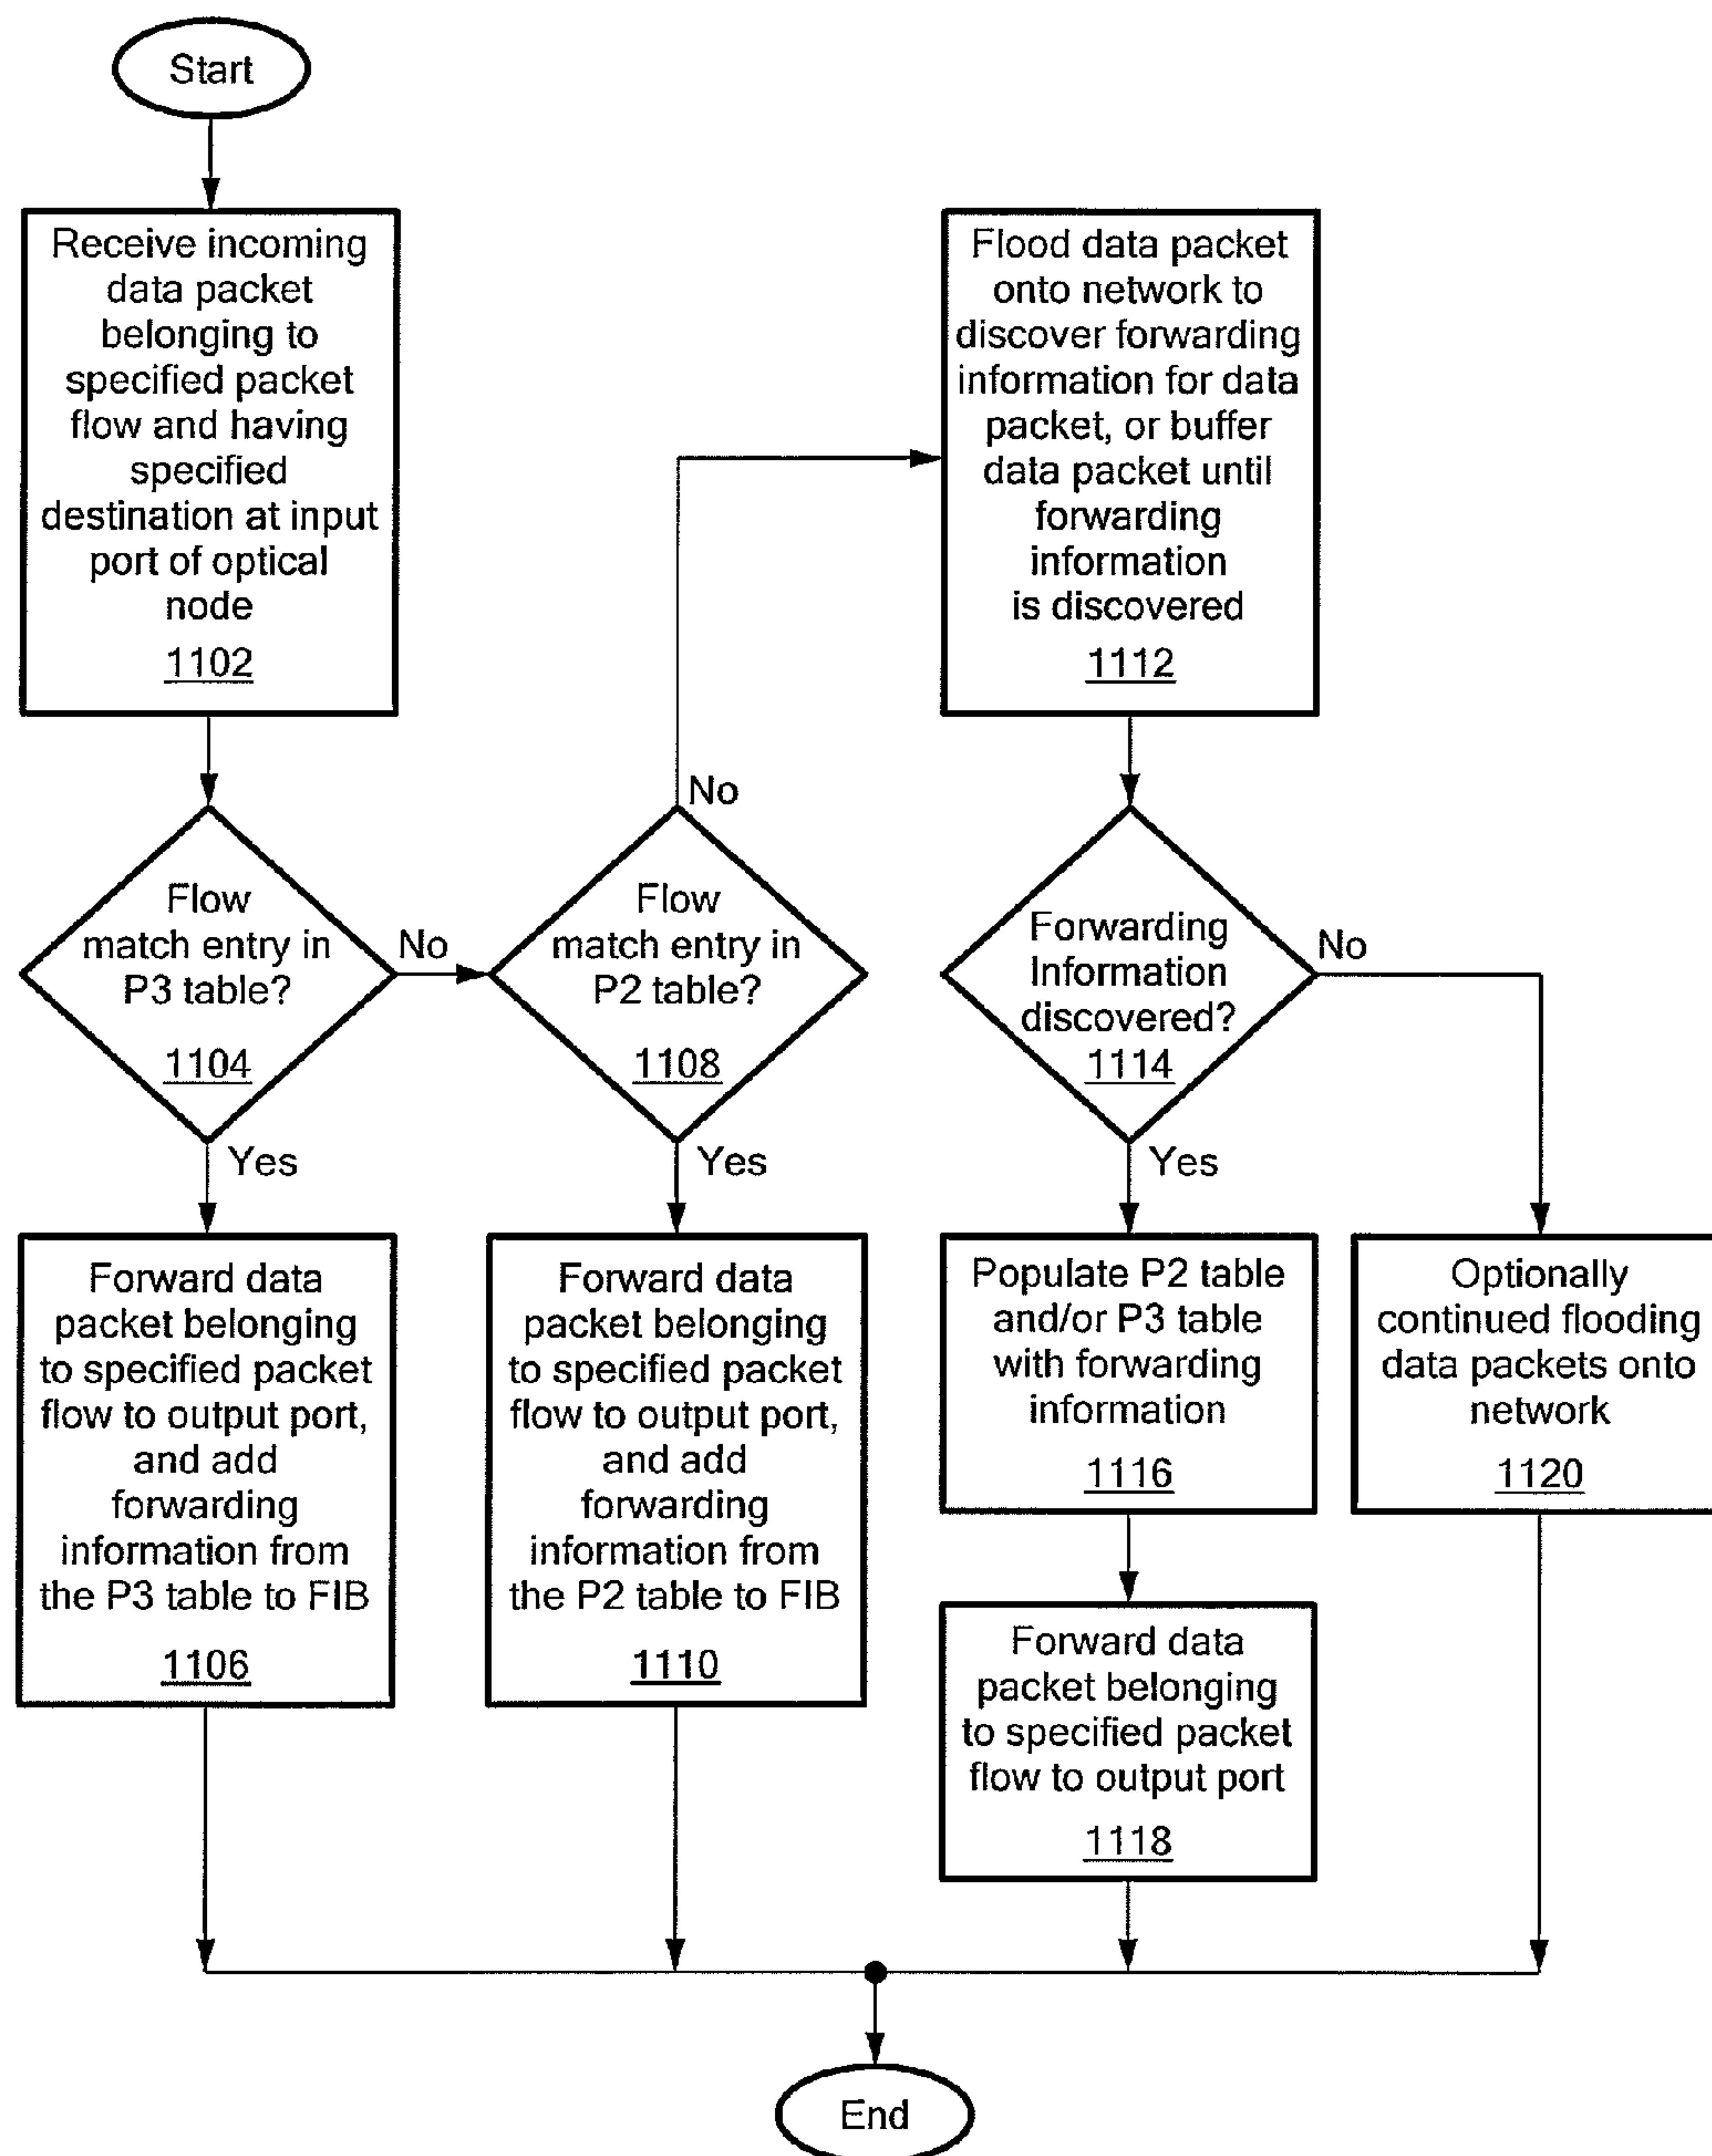 Start
Receive incoming
data packet
belonging to
specified packet
flow and having
specified
destination at input
port of optical
node
1102
Flow
match entry in
P3 table?
1104
No
Yes
Forward data
packet belonging
to specified packet
flow to output port,
and add
forwarding
information from
the P3 table to FIB
1106
Flow
match entry in
P2 table?
1108
No
Yes
Forward data
packet belonging
to specified packet
flow to output port,
and add
forwarding
information from
the P2 table to FIB
1110
Flood data packet
onto network to
discover forwarding
information for data
packet, or buffer
data packet until
forwarding
information
is discovered
1112
Forwarding
Information
discovered?
1114
No
Yes
Populate P2 table
and/or P3 table
with forwarding
information
1116
Forward data
packet belonging
to specified packet
flow to output port
1118
Optionally
continued flooding
data packets onto
network
1120
End